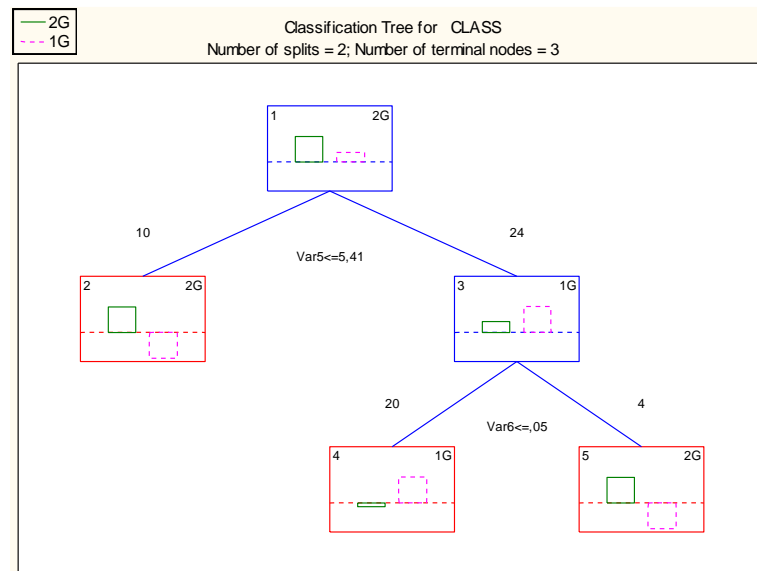 2G
1G
Classification Tree for CLASS
Number of splits = 2; Number of terminal nodes = 3
1 2G
10 24
Var5<=5,41
2 2G
3 1G
20 4
Var6<=,05
4 1G
5 2G